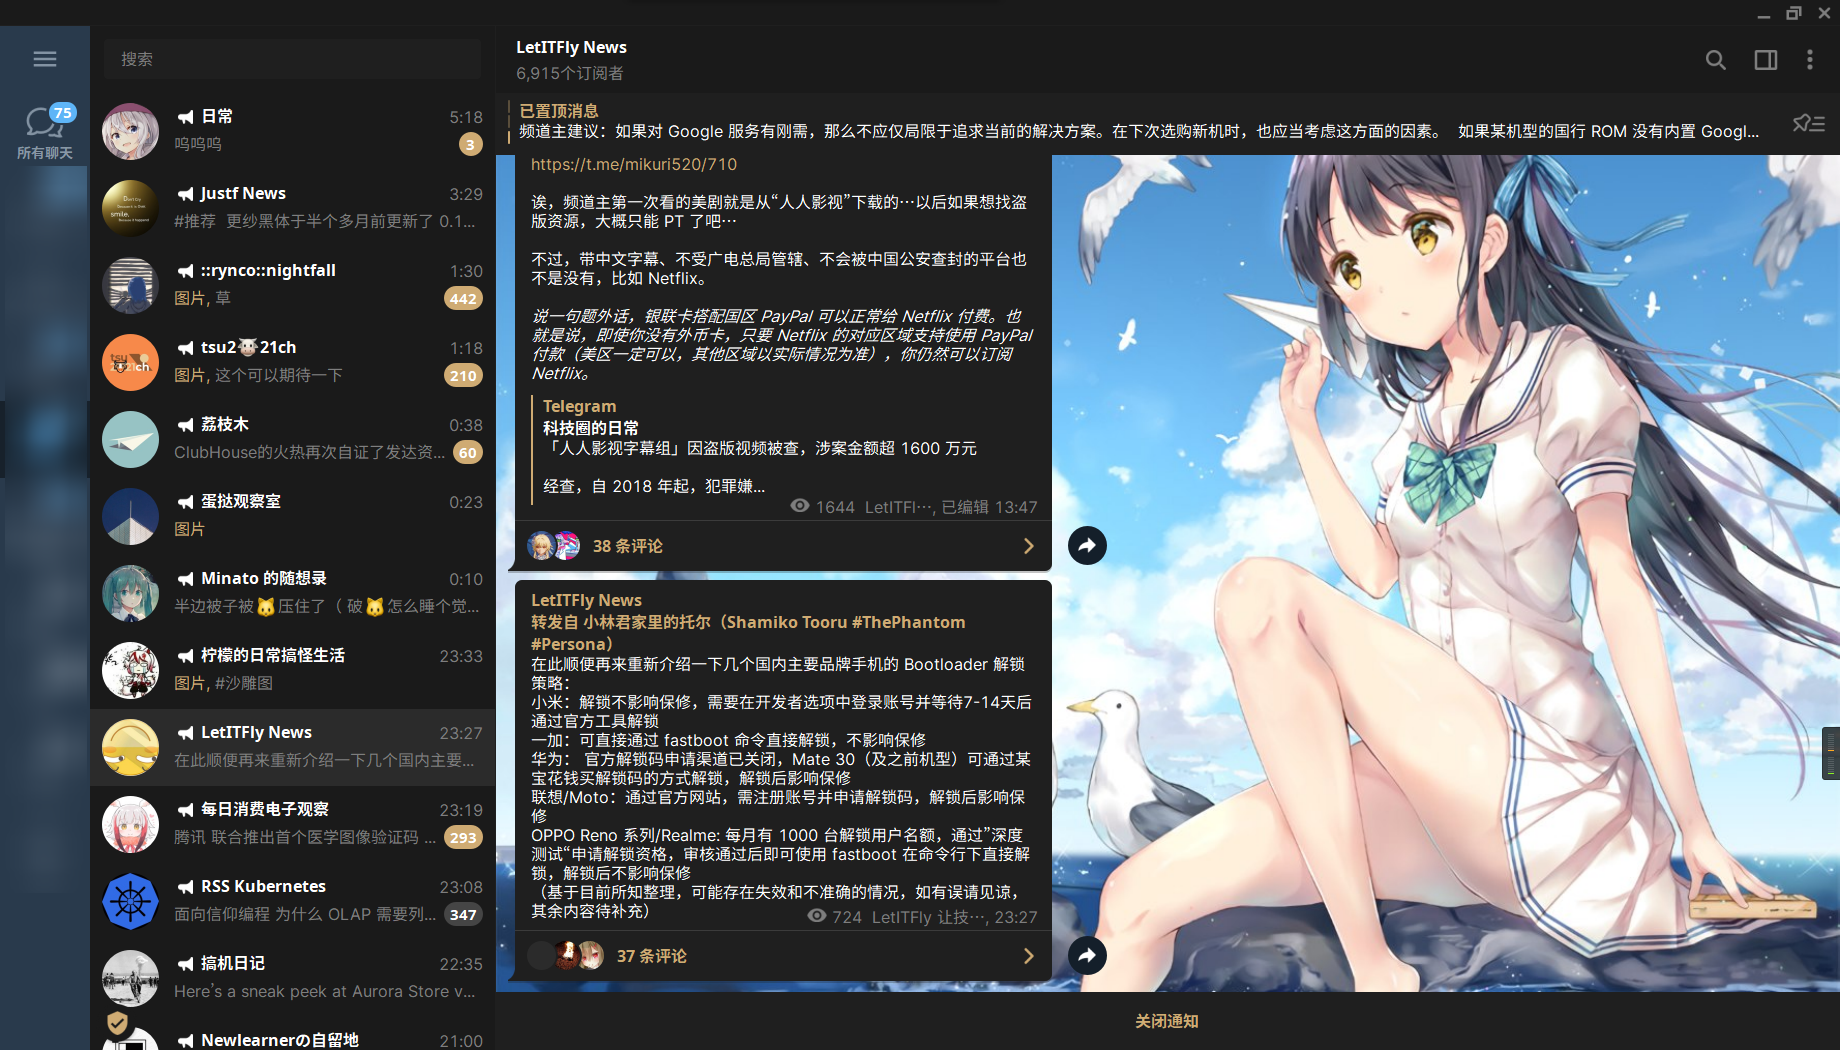 75
所有聊天
搜索
日常
5:18
呜呜呜
3
Justf News
3:29
#推荐 更纱黑体于半个多月前更新了 0.1...
::rynco::nightfall
1:30
图片, 草
442
tsu2🐮21ch
1:18
图片, 这个可以期待一下
210
荔枝木
0:38
ClubHouse的火热再次自证了发达资...
60
蛋挞观察室
0:23
图片
Minato 的随想录
0:10
半边被子被🐱压住了（ 破🐱怎么睡个觉...
柠檬的日常搞怪生活
23:33
图片, #沙雕图
LetITFly News
23:27
在此顺便再来重新介绍一下几个国内主要...
每日消费电子观察
23:19
腾讯 联合推出首个医学图像验证码 ...
293
RSS Kubernetes
23:08
面向信仰编程 为什么 OLAP 需要列...
347
搞机日记
22:35
Here's a sneak peek at Aurora Store v...
Newlearnerの自留地
21:00
LetITFly News
6,915个订阅者
已置顶消息
频道主建议：如果对 Google 服务有刚需，那么不应仅局限于追求当前的解决方案。在下次选购新机时，也应当考虑这方面的因素。 如果某机型的国行 ROM 没有内置 Googl...
https://t.me/mikuri520/710
诶，频道主第一次看的美剧就是从“人人影视”下载的…以后如果想找盗
版资源，大概只能 PT 了吧…
不过，带中文字幕、不受广电总局管辖、不会被中国公安查封的平台也
不是没有，比如 Netflix。
说一句题外话，银联卡搭配国区 PayPal 可以正常给 Netflix 付费。也
就是说，即使你没有外币卡，只要 Netflix 的对应区域支持使用 PayPal
付款（美区一定可以，其他区域以实际情况为准），你仍然可以订阅
Netflix。
Telegram
科技圈的日常
「人人影视字幕组」因盗版视频被查，涉案金额超 1600 万元
经查，自 2018 年起，犯罪嫌...
1644 LetITFl…, 已编辑 13:47
38 条评论
LetITFly News
转发自 小林君家里的托尔（Shamiko Tooru #ThePhantom
#Persona）
在此顺便再来重新介绍一下几个国内主要品牌手机的 Bootloader 解锁
策略：
小米：解锁不影响保修，需要在开发者选项中登录账号并等待7-14天后
通过官方工具解锁
一加：可直接通过 fastboot 命令直接解锁，不影响保修
华为： 官方解锁码申请渠道已关闭，Mate 30（及之前机型）可通过某
宝花钱买解锁码的方式解锁，解锁后影响保修
联想/Moto：通过官方网站，需注册账号并申请解锁码，解锁后影响保
修
OPPO Reno 系列/Realme: 每月有 1000 台解锁用户名额，通过”深度
测试“申请解锁资格，审核通过后即可使用 fastboot 在命令行下直接解
锁，解锁后不影响保修
（基于目前所知整理，可能存在失效和不准确的情况，如有误请见谅，
其余内容待补充）
724 LetITFly 让技…, 23:27
37 条评论
关闭通知